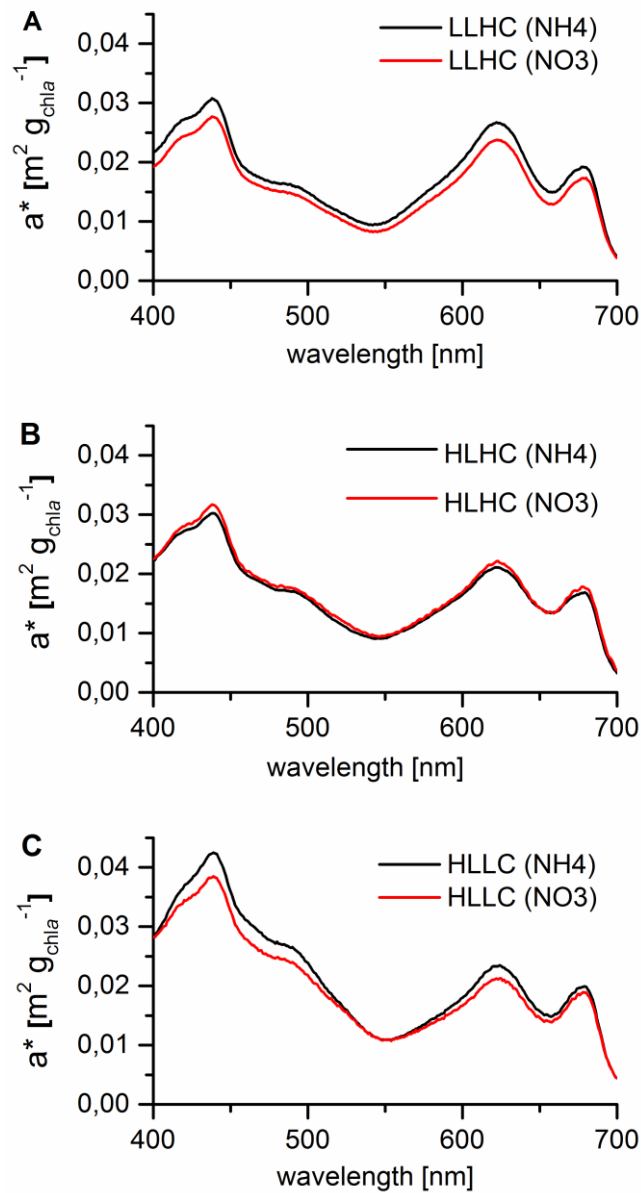 A
LLHC (NH4)
LLHC (NO3)
a* [m² g_chla⁻¹]
0,04
0,03
0,02
0,01
0,00
400 500 600 700
wavelength [nm]
B
HLHC (NH4)
HLHC (NO3)
a* [m² g_chla⁻¹]
0,04
0,03
0,02
0,01
0,00
400 500 600 700
wavelength [nm]
C
HLLC (NH4)
HLLC (NO3)
a* [m² g_chla⁻¹]
0,04
0,03
0,02
0,01
0,00
400 500 600 700
wavelength [nm]